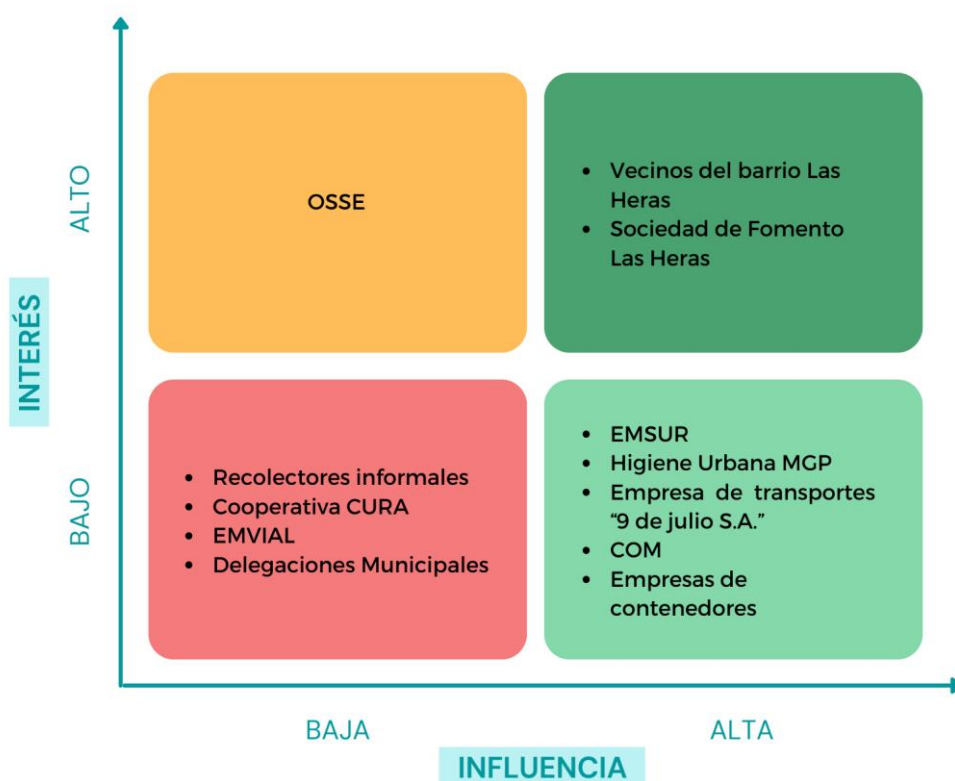 ALTO
OSSE
• Vecinos del barrio Las
Heras
• Sociedad de Fomento
Las Heras
INTERÉS
BAJO
• Recolectores informales
• Cooperativa CURA
• EMVIAL
• Delegaciones Municipales
• EMSUR
• Higiene Urbana MGP
• Empresa de transportes
“9 de julio S.A.”
• COM
• Empresas de
contenedores
BAJA
ALTA
INFLUENCIA